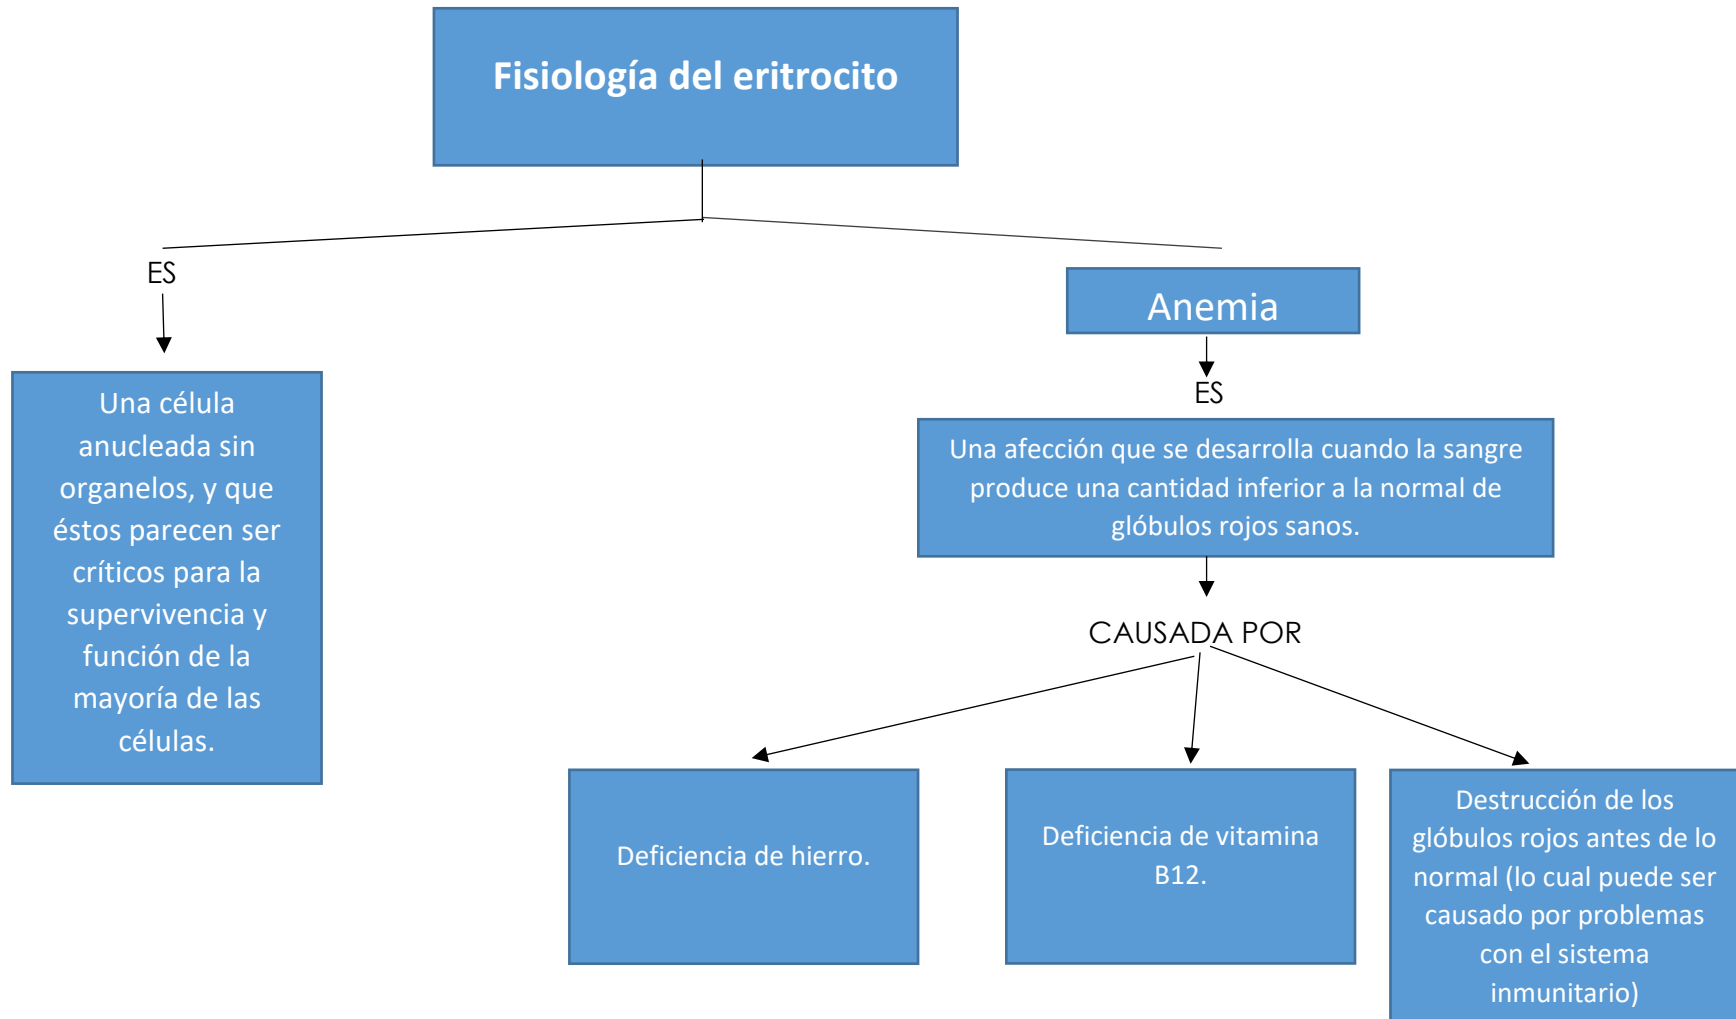 Fisiología del eritrocito
ES
Una célula
anucleada sin
organelos, y que
éstos parecen ser
críticos para la
supervivencia y
función de la
mayoría de las
células.
Anemia
ES
Una afección que se desarrolla cuando la sangre
produce una cantidad inferior a la normal de
glóbulos rojos sanos.
CAUSADA POR
Deficiencia de hierro.
Deficiencia de vitamina
B12.
Destrucción de los
glóbulos rojos antes de lo
normal (lo cual puede ser
causado por problemas
con el sistema
inmunitario)